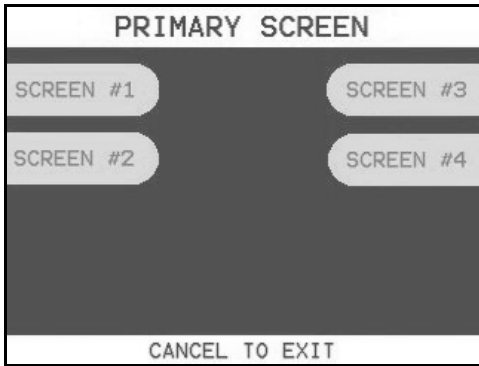 PRIMARY SCREEN
SCREEN #1
SCREEN #3
SCREEN #2
SCREEN #4
CANCEL TO EXIT